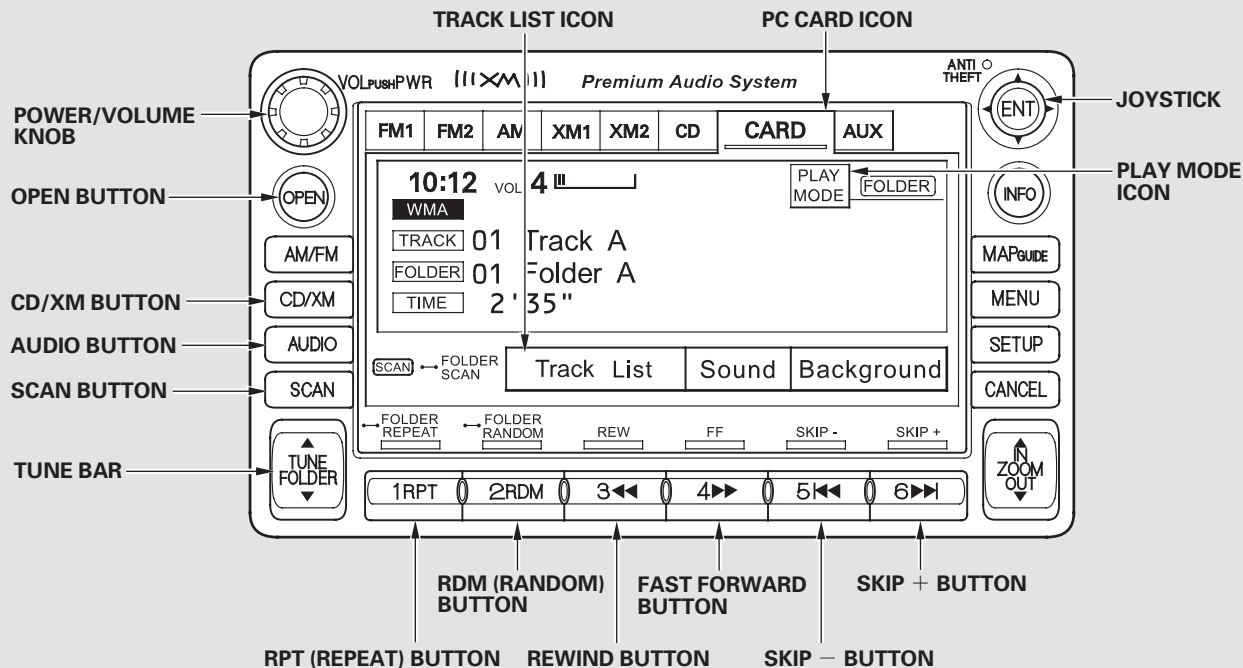 TRACK LIST ICON
PC CARD ICON
POWER/VOLUME
KNOB
OPEN BUTTON
CD/XM BUTTON
AUDIO BUTTON
SCAN BUTTON
TUNE BAR
VOL PUSH PWR
XM
Premium Audio System
ANTI
THEFT
ENT
JOYSTICK
PLAY MODE
ICON
FM1 FM2 AM XM1 XM2 CD CARD AUX
10:12 VOL 4
PLAY
MODE
FOLDER
WMA
TRACK 01 Track A
FOLDER 01 Folder A
TIME 2'35"
SCAN FOLDER
SCAN
Track List Sound Background
FOLDER
REPEAT
FOLDER
RANDOM
REW
FF
SKIP -
SKIP +
OPEN
AM/FM
CD/XM
AUDIO
SCAN
TUNE
FOLDER
INFO
MAP GUIDE
MENU
SETUP
CANCEL
IN
ZOOM
OUT
1RPT 2RDM 3◀◀ 4▶▶ 5|◀◀ 6▶▶|
RDM (RANDOM)
BUTTON
FAST FORWARD
BUTTON
SKIP + BUTTON
RPT (REPEAT) BUTTON
REWIND BUTTON
SKIP − BUTTON